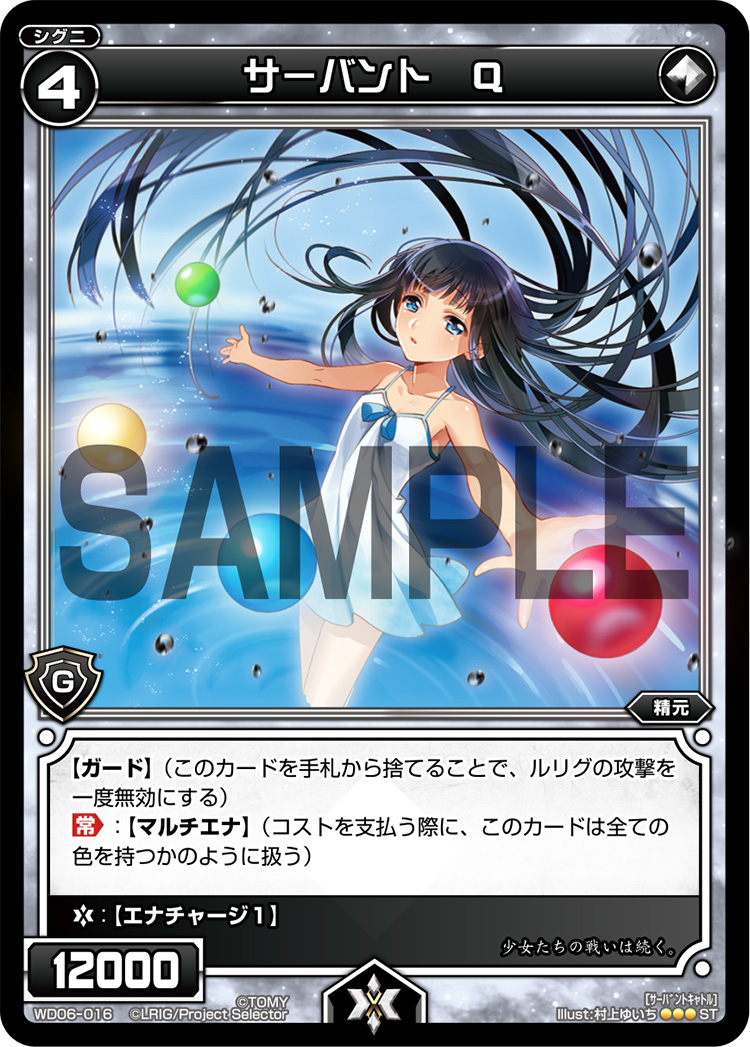 シグニ
4
サーバント Q
SAMPLE
G
精元
【ガード】（このカードを手札から捨てることで、ルリグの攻撃を
一度無効にする）
常：【マルチエナ】（コストを支払う際に、このカードは全ての
色を持つかのように扱う）
：【エナチャージ１】
少女たちの戦いは続く。
12000
©TOMY
WD06-016 ©LRIG/Project Selector
[サーバントキャトル]
Illust:村上ゆいち ST